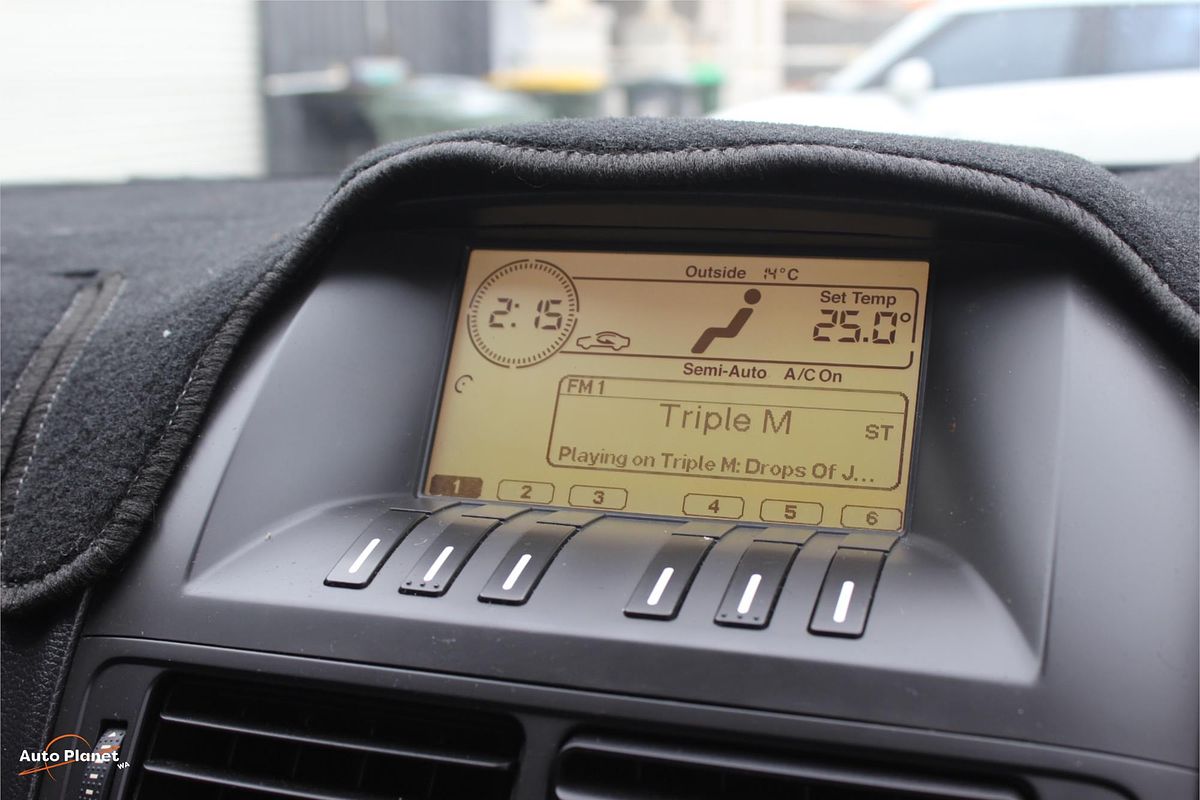 Outside 14°C
2:15
Set Temp
25.0°
Semi-Auto A/C On
FM 1
Triple M
ST
Playing on Triple M: Drops Of J...
1 2 3 4 5 6
Auto Planet
WA